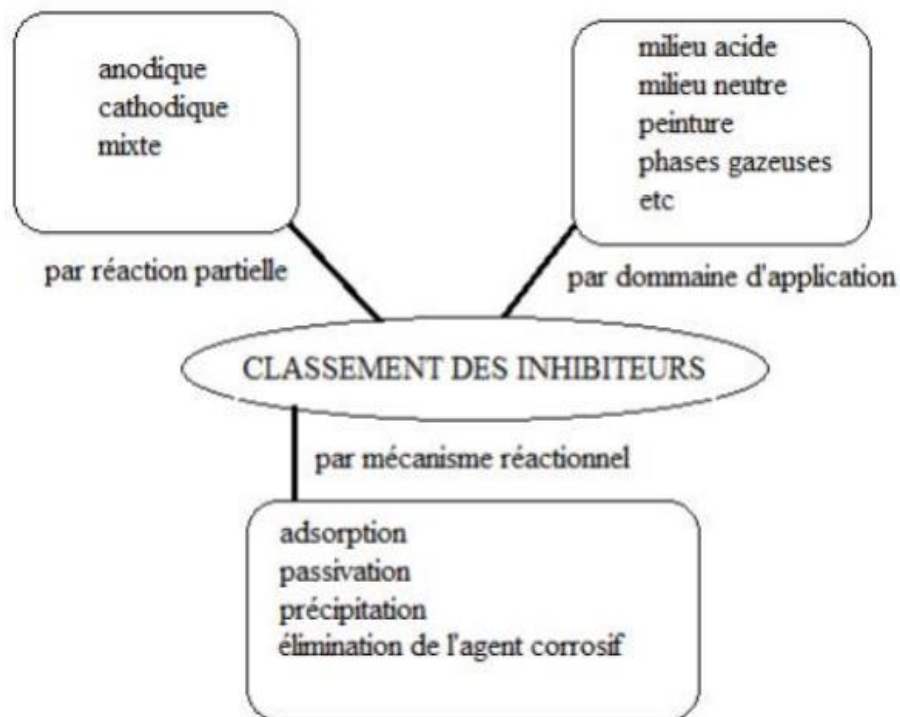 anodique
cathodique
mixte
par réaction partielle
milieu acide
milieu neutre
peinture
phases gazeuses
etc
par dommaine d'application
CLASSEMENT DES INHIBITEURS
par mécanisme réactionnel
adsorption
passivation
précipitation
élimination de l'agent corrosif